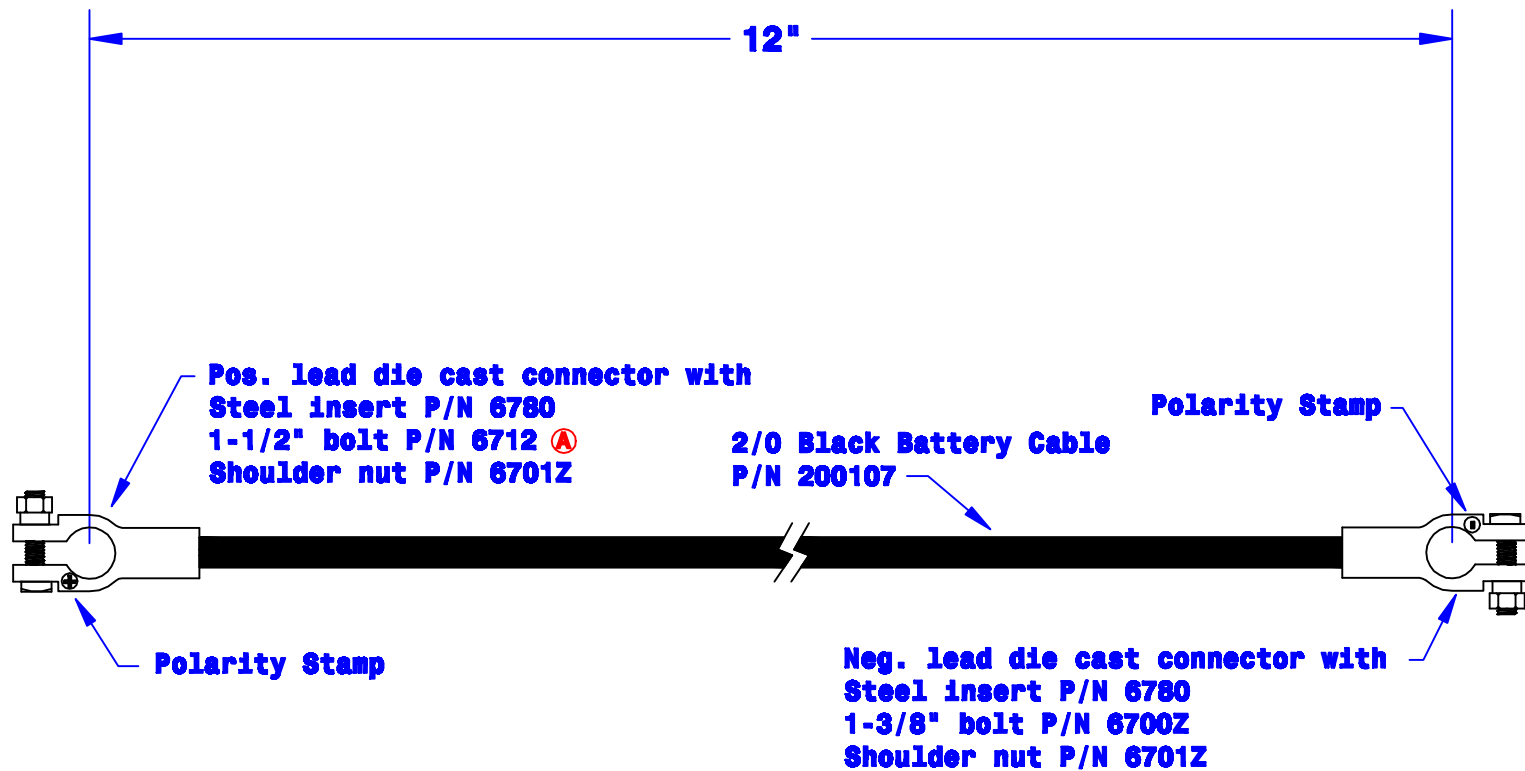 12"
Pos. lead die cast connector with
Steel insert P/N 6780
1-1/2" bolt P/N 6712 A
Shoulder nut P/N 6701Z
2/0 Black Battery Cable
P/N 200107
Polarity Stamp
Polarity Stamp
Neg. lead die cast connector with
Steel insert P/N 6780
1-3/8" bolt P/N 6700Z
Shoulder nut P/N 6701Z